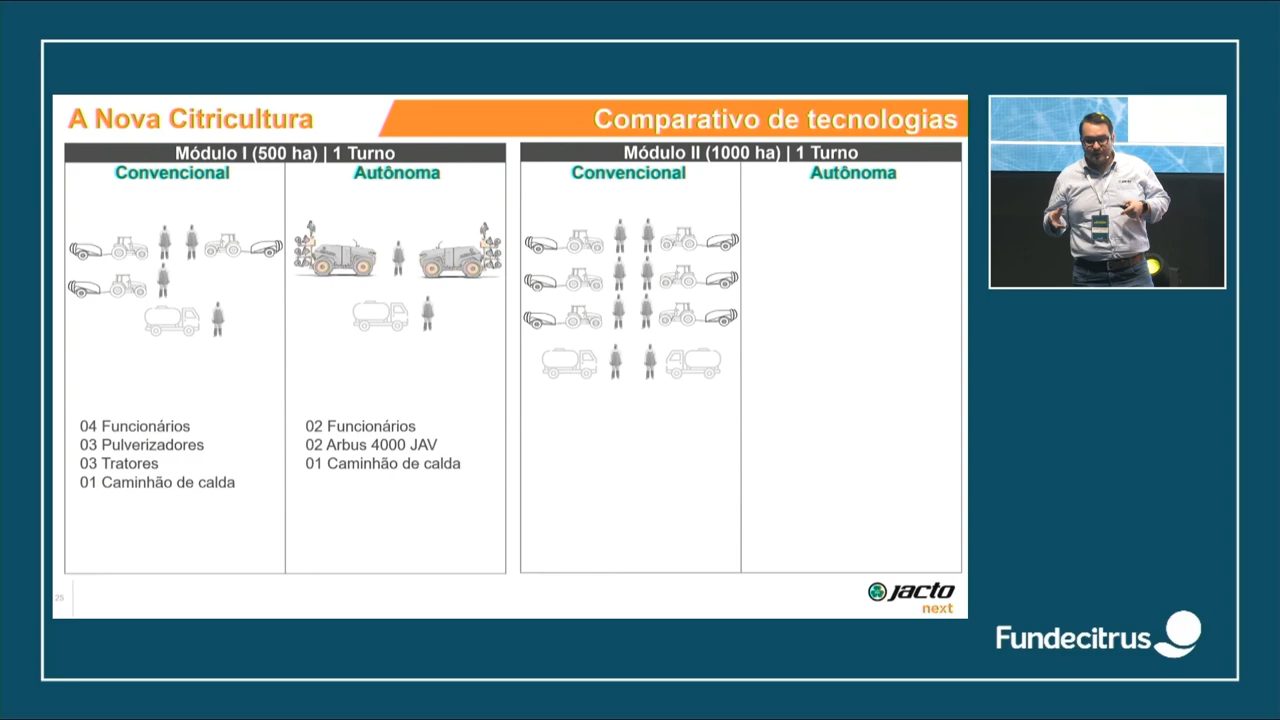 A Nova Citricultura
Comparativo de tecnologias
Módulo I (500 ha) | 1 Turno
Convencional
Autônoma
04 Funcionários
03 Pulverizadores
03 Tratores
01 Caminhão de calda
02 Funcionários
02 Arbus 4000 JAV
01 Caminhão de calda
Módulo II (1000 ha) | 1 Turno
Convencional
Autônoma
25
jacto
next
Fundecitrus